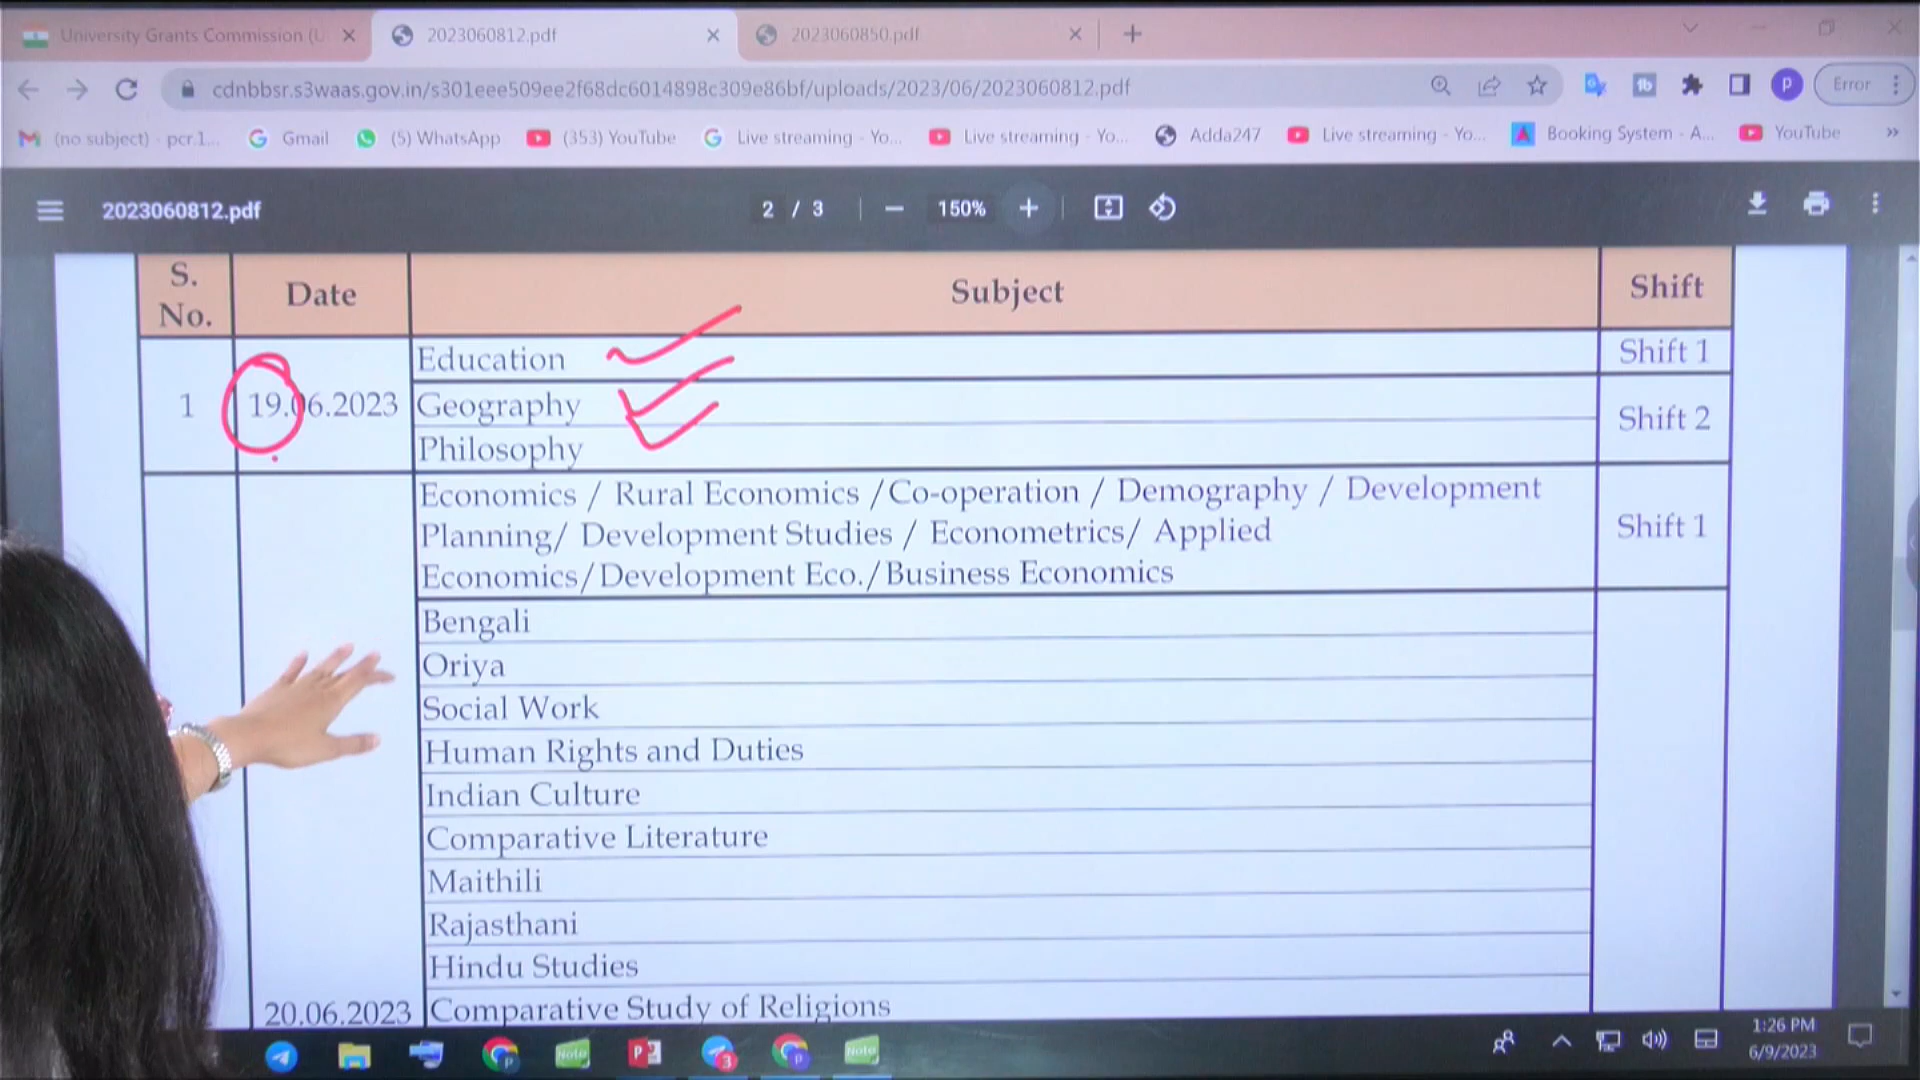 University Grants Commission (U
2023060812.pdf
2023060850.pdf
cdnbbsr.s3waas.gov.in/s301eee509ee2f68dc6014898c309e86bf/uploads/2023/06/2023060812.pdf
P
Error
(no subject) - pcr.1...
Gmail
(5) WhatsApp
(353) YouTube
Live streaming - Yo...
Live streaming - Yo...
Adda247
Live streaming - Yo...
Booking System - A...
YouTube
2023060812.pdf
2 / 3
150%
S. No.
Date
Subject
Shift
1
19.06.2023
Education
Shift 1
Geography
Philosophy
Shift 2
Economics / Rural Economics /Co-operation / Demography / Development
Planning/ Development Studies / Econometrics/ Applied
Economics/Development Eco./Business Economics
Shift 1
Bengali
Oriya
Social Work
Human Rights and Duties
Indian Culture
Comparative Literature
Maithili
Rajasthani
Hindu Studies
20.06.2023
Comparative Study of Religions
Note
3
Note
1:26 PM
6/9/2023